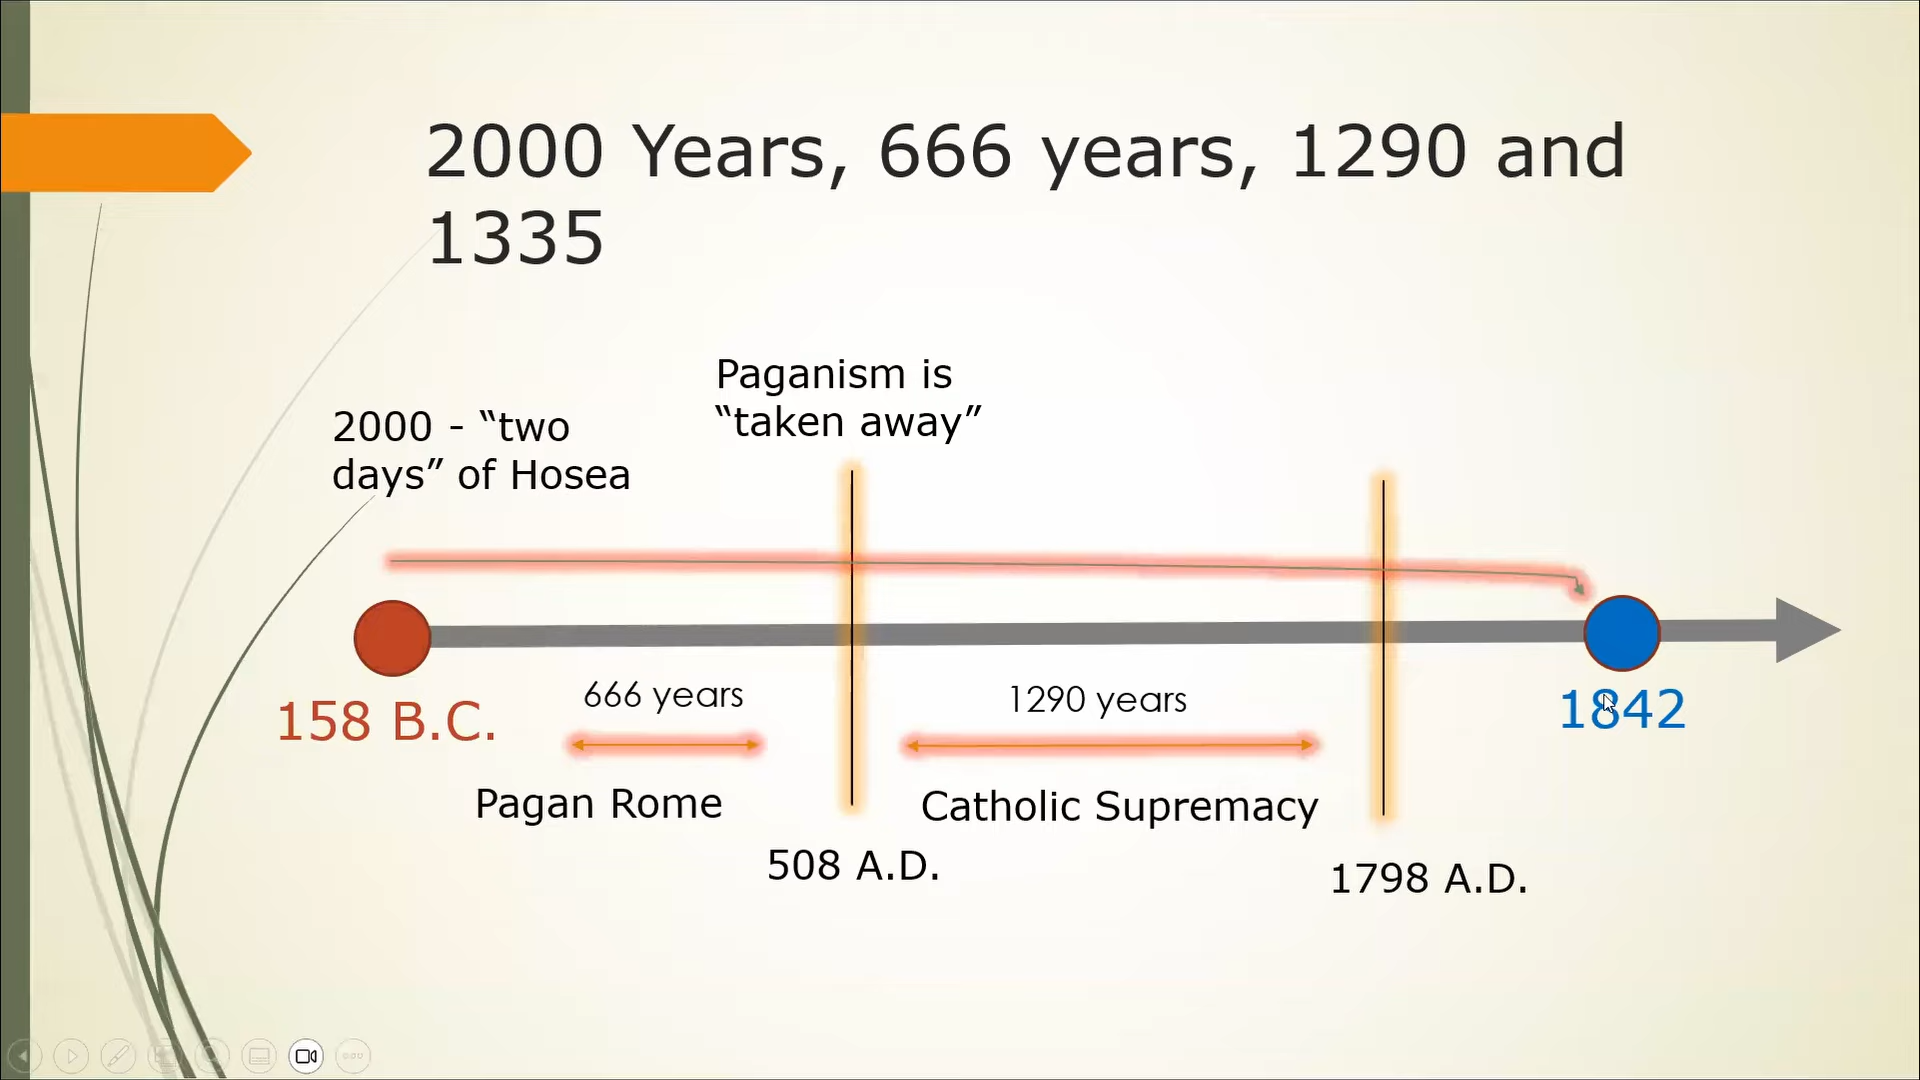 2000 Years, 666 years, 1290 and
1335
Paganism is
“taken away”
2000 - “two
days” of Hosea
158 B.C.
666 years
1290 years
1842
Pagan Rome
Catholic Supremacy
508 A.D.
1798 A.D.